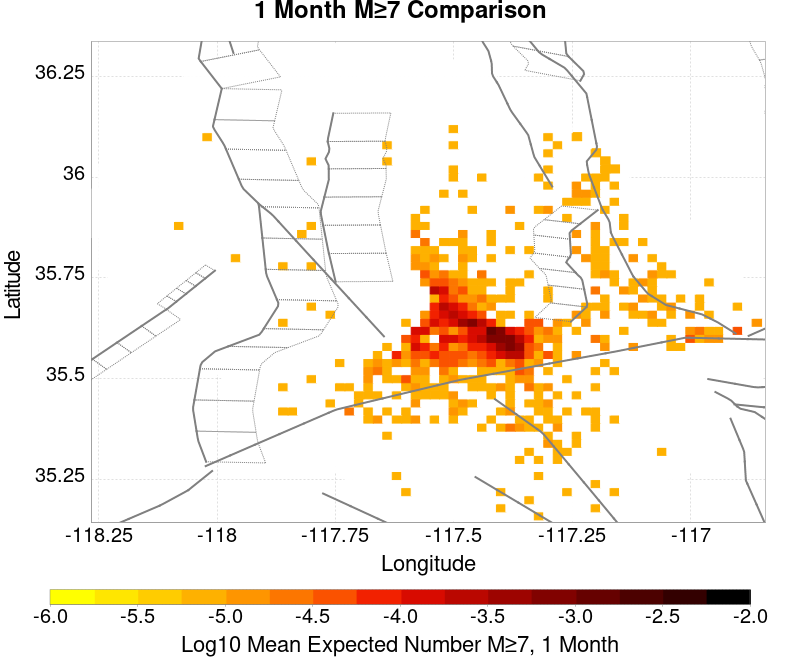 1 Month M≥7 Comparison
36.25
36
35.75
35.5
35.25
Latitude
-118.25 -118 -117.75 -117.5 -117.25 -117
Longitude
-6.0 -5.5 -5.0 -4.5 -4.0 -3.5 -3.0 -2.5 -2.0
Log10 Mean Expected Number M≥7, 1 Month